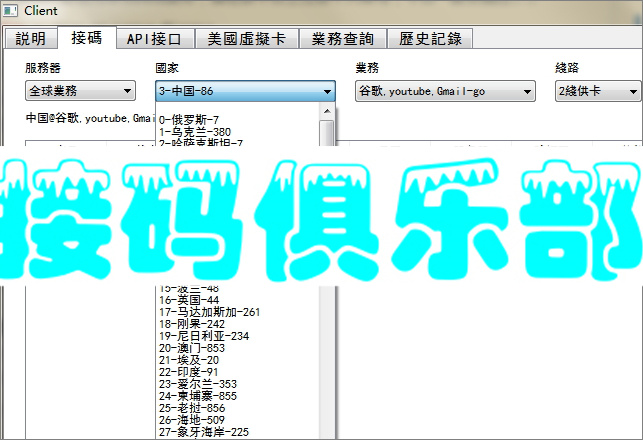 Client
説明 接碼 API接口 美國虛擬卡 業務查詢 歷史記錄
服務器 國家 業務 綫路
全球業務 3-中国-86 谷歌,youtube,Gmail-go 2綫供卡
中国@谷歌,youtube,Gmai
0-俄罗斯-7
1-乌克兰-380
2-哈萨克斯坦-7
接码俱乐部
15-波兰-48
16-英国-44
17-马达加斯加-261
18-刚果-242
19-尼日利亚-234
20-澳门-853
21-埃及-20
22-印度-91
23-爱尔兰-353
24-柬埔寨-855
25-老挝-856
26-海地-509
27-象牙海岸-225